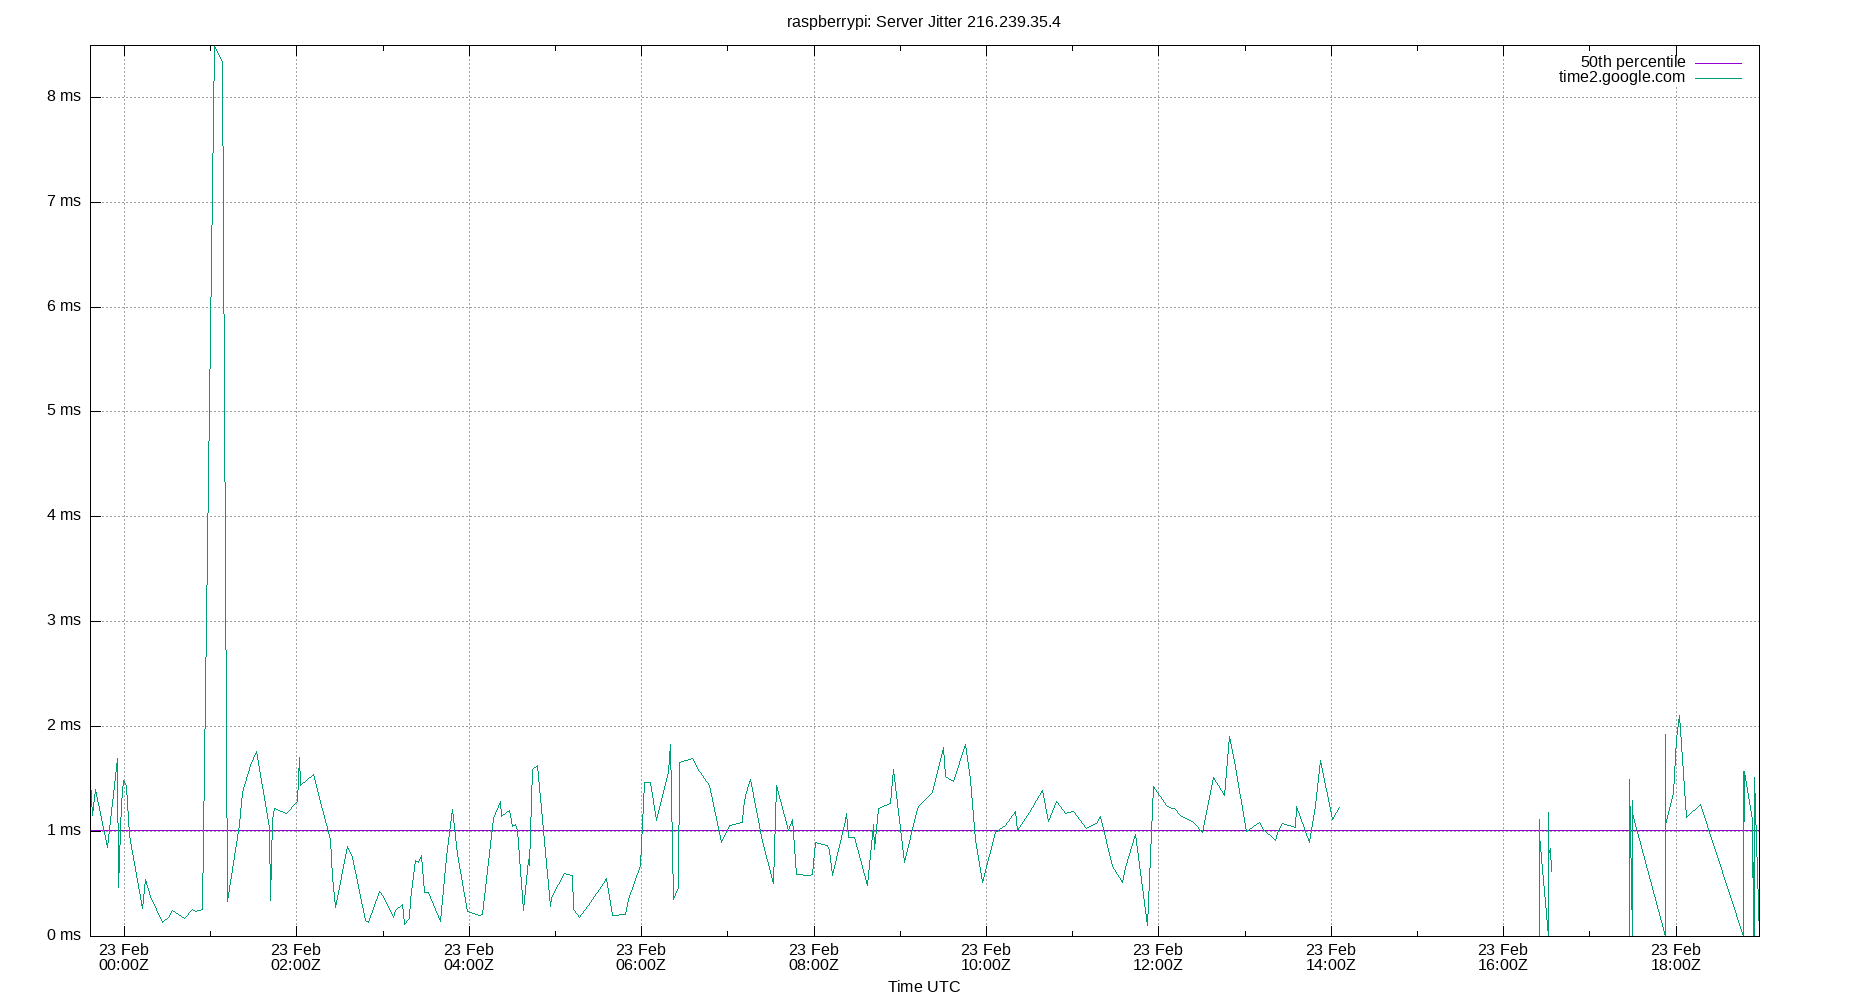 raspberrypi: Server Jitter 216.239.35.4
50th percentile
time2.google.com
8 ms
7 ms
6 ms
5 ms
4 ms
3 ms
2 ms
1 ms
0 ms
23 Feb 23 Feb 23 Feb 23 Feb 23 Feb 23 Feb 23 Feb 23 Feb 23 Feb 23 Feb
00:00Z 02:00Z 04:00Z 06:00Z 08:00Z 10:00Z 12:00Z 14:00Z 16:00Z 18:00Z
Time UTC